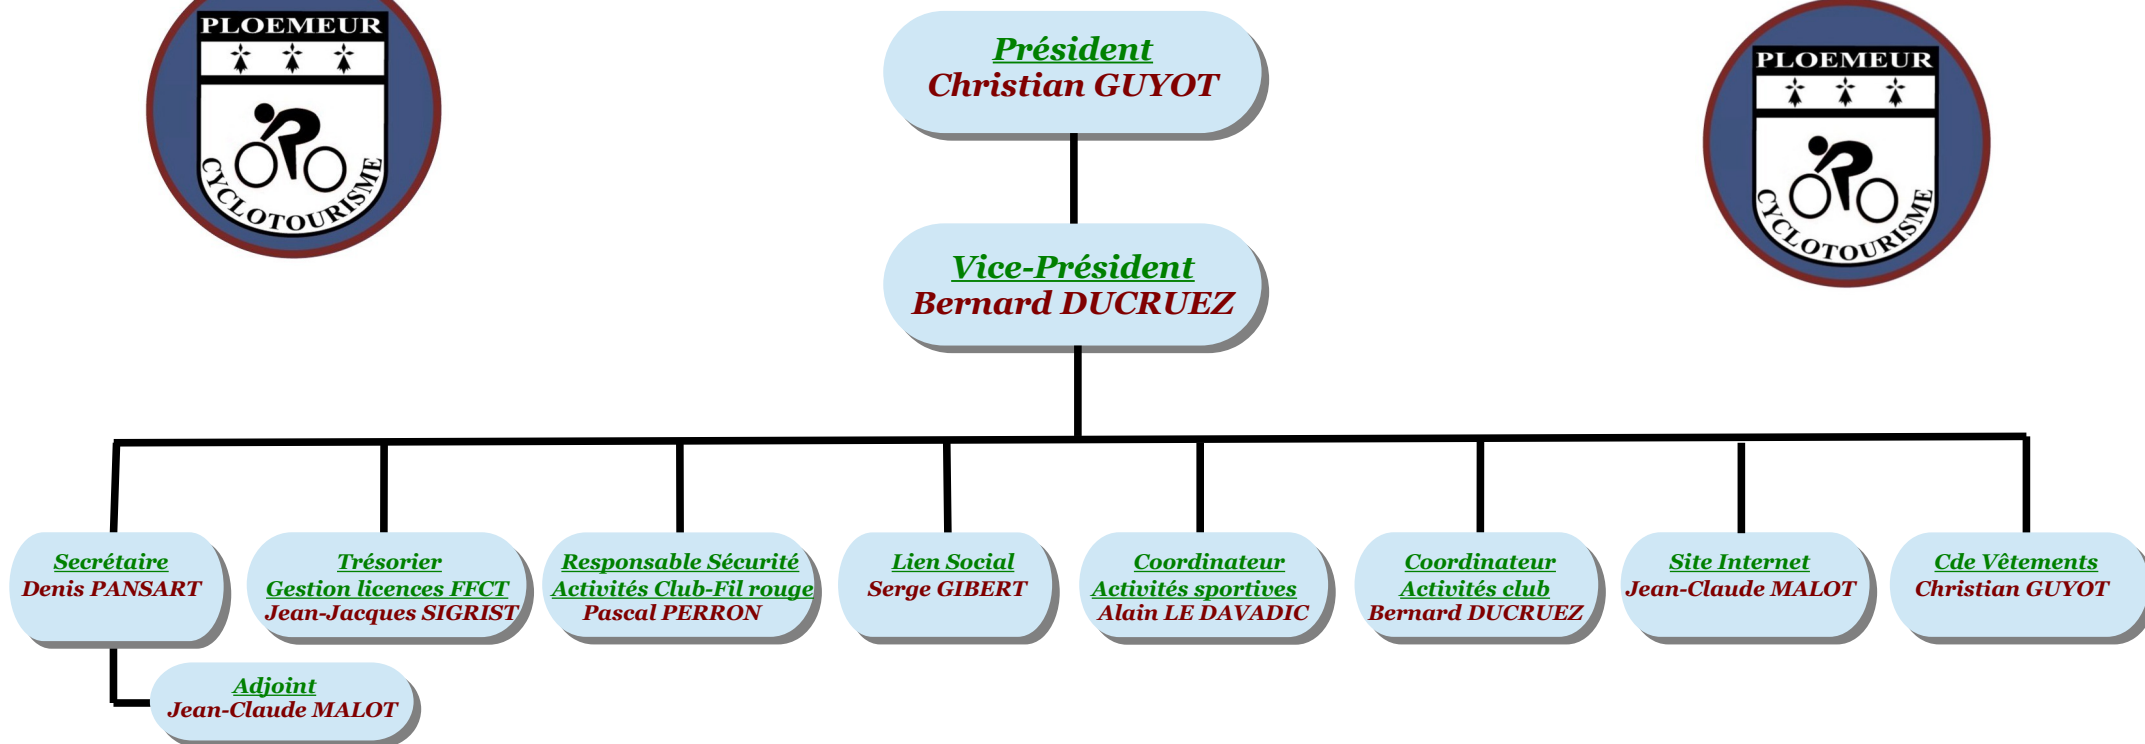 PLOEMEUR
CYCLOTOURISME
Président
Christian GUYOT
PLOEMEUR
CYCLOTOURISME
Vice-Président
Bernard DUCRUEZ
Secrétaire
Denis PANSART
Trésorier
Gestion licences FFCT
Jean-Jacques SIGRIST
Responsable Sécurité
Activités Club-Fil rouge
Pascal PERRON
Lien Social
Serge GIBERT
Coordinateur
Activités sportives
Alain LE DAVADIC
Coordinateur
Activités club
Bernard DUCRUEZ
Site Internet
Jean-Claude MALOT
Cde Vêtements
Christian GUYOT
Adjoint
Jean-Claude MALOT